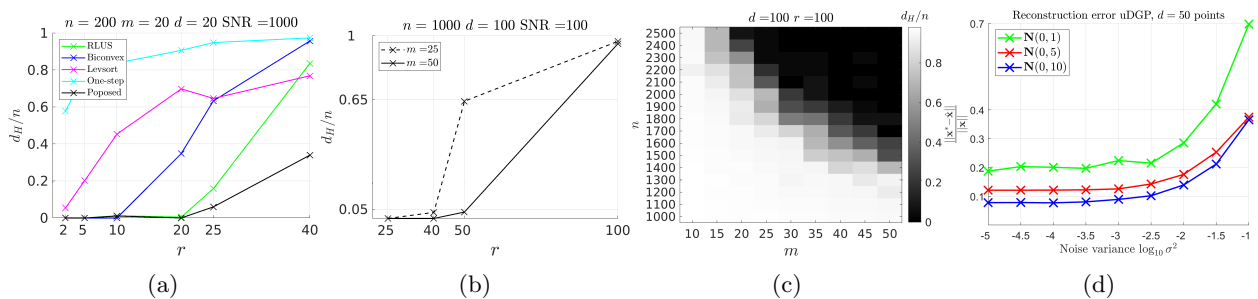 n = 200 m = 20 d = 20 SNR =1000
d_H/n
1
0.8
0.6
0.4
0.2
0
RLUS
Biconvex
Levsort
One-step
Poposed
2 5 10 20 25 40
r
(a)
n = 1000 d = 100 SNR =100
d_H/n
1
0.65
0.05
m =25
m =50
25 40 50 100
r
(b)
d =100 r =100
d_H/n
n
2500
2400
2300
2200
2100
2000
1900
1800
1700
1600
1500
1400
1300
1200
1100
1000
10 15 20 25 30 35 40 45 50
m
0.8
0.6
0.4
0.2
0
(c)
Reconstruction error uDGP, d = 50 points
||x* − x̂|| / ||x||
0.7
0.4
0.2
0.1
N(0, 1)
N(0, 5)
N(0, 10)
-5 -4.5 -4 -3.5 -3 -2.5 -2 -1.5 -1
Noise variance log₁₀ σ²
(d)